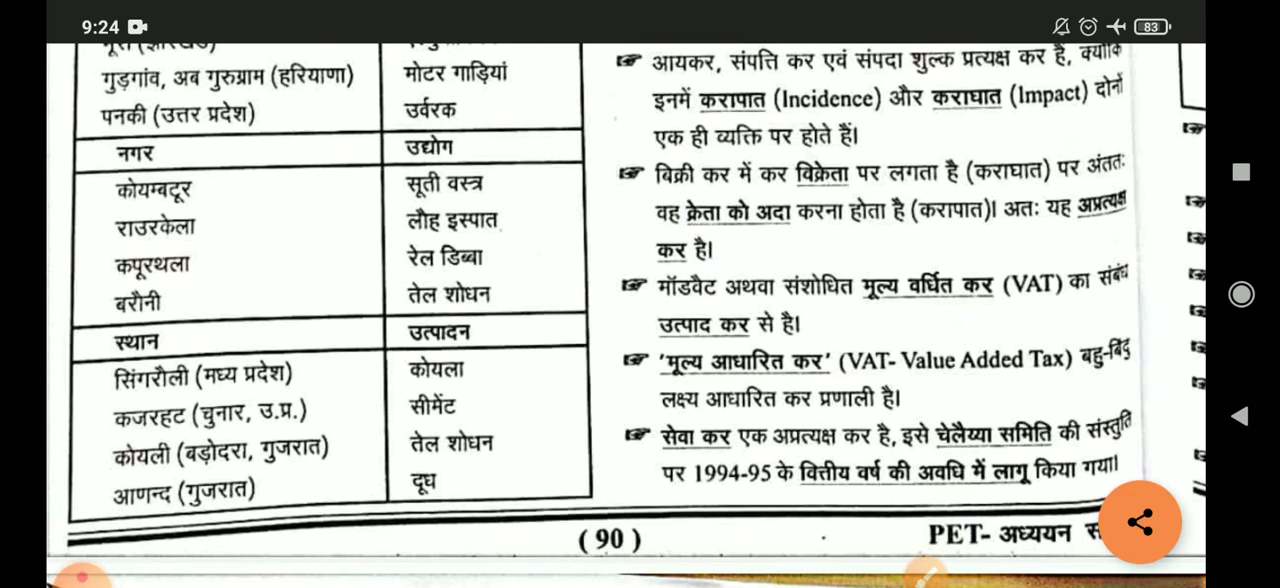 9:24
83
गुड़गांव, अब गुरुग्राम (हरियाणा) मोटर गाड़ियां
पनकी (उत्तर प्रदेश) उर्वरक
नगर उद्योग
कोयम्बटूर सूती वस्त्र
राउरकेला लौह इस्पात
कपूरथला रेल डिब्बा
बरौनी तेल शोधन
स्थान उत्पादन
सिंगरौली (मध्य प्रदेश) कोयला
कजरहट (चुनार, उ.प्र.) सीमेंट
कोयली (बड़ोदरा, गुजरात) तेल शोधन
आणन्द (गुजरात) दूध
आयकर, संपत्ति कर एवं संपदा शुल्क प्रत्यक्ष कर है, क्योंकि
इनमें करापात (Incidence) और कराघात (Impact) दोनों
एक ही व्यक्ति पर होते हैं।
बिक्री कर में कर विक्रेता पर लगता है (कराघात) पर अंततः
वह क्रेता को अदा करना होता है (करापात)। अतः यह अप्रत्यक्ष
कर है।
मॉडवैट अथवा संशोधित मूल्य वर्धित कर (VAT) का संबंध
उत्पाद कर से है।
'मूल्य आधारित कर' (VAT- Value Added Tax) बहु-बिंदु
लक्ष्य आधारित कर प्रणाली है।
सेवा कर एक अप्रत्यक्ष कर है, इसे चेलैय्या समिति की संस्तुति
पर 1994-95 के वित्तीय वर्ष की अवधि में लागू किया गया।
( 90 )
PET- अध्ययन